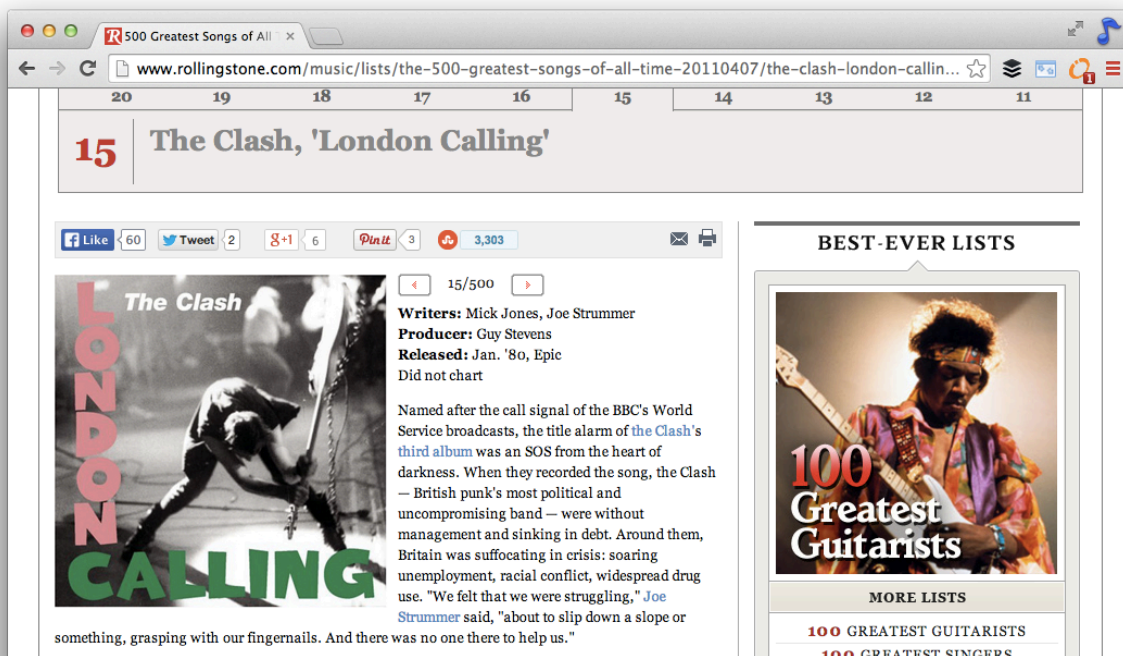 R 500 Greatest Songs of All T
www.rollingstone.com/music/lists/the-500-greatest-songs-of-all-time-20110407/the-clash-london-callin...
1
20 19 18 17 16 15 14 13 12 11
15 The Clash, 'London Calling'
Like 60 Tweet 2 g+1 6 Pin it 3 3,303
LONDON
CALLING
The Clash
15/500
Writers: Mick Jones, Joe Strummer
Producer: Guy Stevens
Released: Jan. '80, Epic
Did not chart
Named after the call signal of the BBC's World
Service broadcasts, the title alarm of the Clash's
third album was an SOS from the heart of
darkness. When they recorded the song, the Clash
— British punk's most political and
uncompromising band — were without
management and sinking in debt. Around them,
Britain was suffocating in crisis: soaring
unemployment, racial conflict, widespread drug
use. "We felt that we were struggling," Joe
Strummer said, "about to slip down a slope or
something, grasping with our fingernails. And there was no one there to help us."
BEST-EVER LISTS
100
Greatest
Guitarists
MORE LISTS
100 GREATEST GUITARISTS
100 GREATEST SINGERS